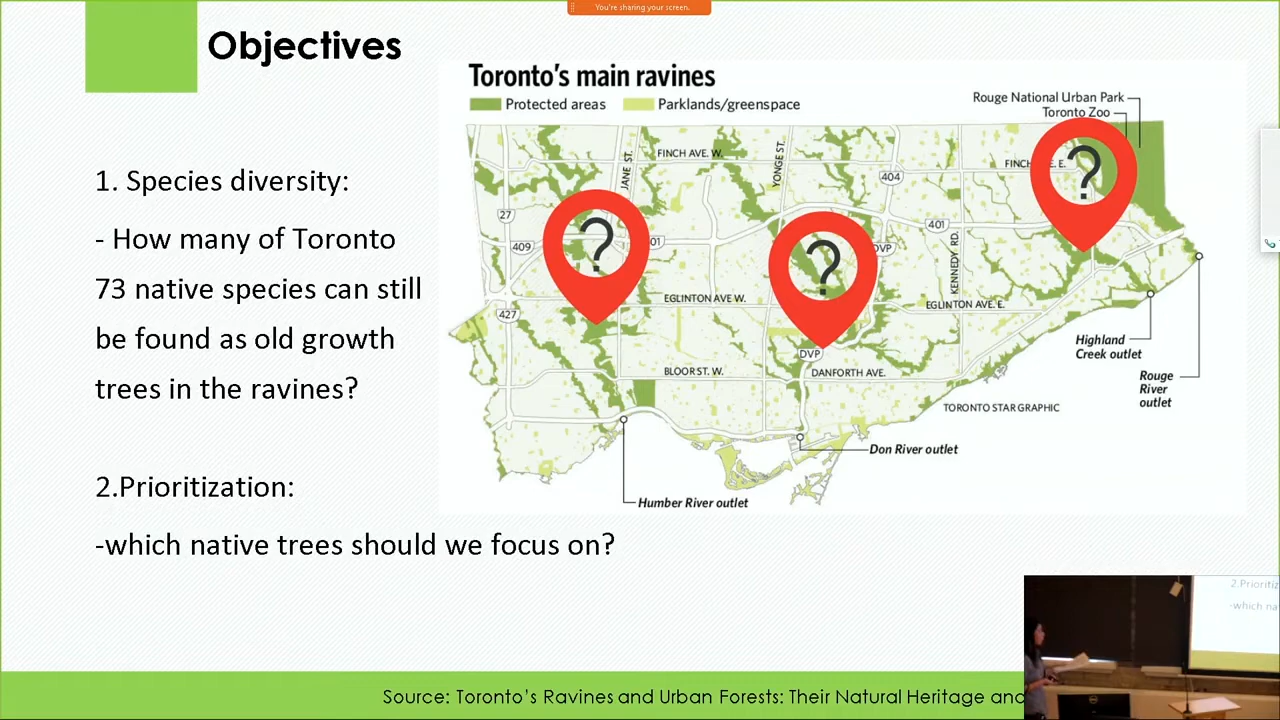 You're sharing your screen.
Objectives
Toronto's main ravines
Protected areas
Parklands/greenspace
Rouge National Urban Park
Toronto Zoo
1. Species diversity:
- How many of Toronto
73 native species can still
be found as old growth
trees in the ravines?
2.Prioritization:
-which native trees should we focus on?
FINCH AVE. W.
JANE ST.
YONGE ST.
404
FINCH
E. E.
?
?
?
27
409
01
401
DVP
KENNEDY RD.
EGLINTON AVE W.
EGLINTON AVE. E.
427
DVP
BLOOR ST. W.
DANFORTH AVE.
Highland
Creek outlet
Rouge
River
outlet
TORONTO STAR GRAPHIC
Don River outlet
Humber River outlet
2.Prioritiz
-which na
Source: Toronto's Ravines and Urban Forests: Their Natural Heritage and